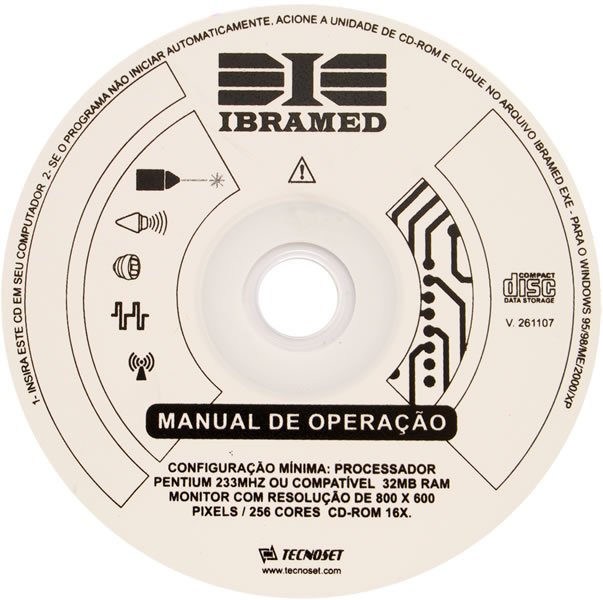 1- INSIRA ESTE CD EM SEU COMPUTADOR 2- SE O PROGRAMA NÃO INICIAR AUTOMATICAMENTE, ACIONE A UNIDADE DE CD-ROM E CLIQUE NO ARQUIVO IBRAMED EXE - PARA O WINDOWS 95/98/ME/2000/XP
IBRAMED
COMPACT
disc
DATA STORAGE
V. 261107
MANUAL DE OPERAÇÃO
CONFIGURAÇÃO MÍNIMA: PROCESSADOR
PENTIUM 233MHZ OU COMPATÍVEL 32MB RAM
MONITOR COM RESOLUÇÃO DE 800 X 600
PIXELS / 256 CORES CD-ROM 16X.
TECNOSET
www.tecnoset.com